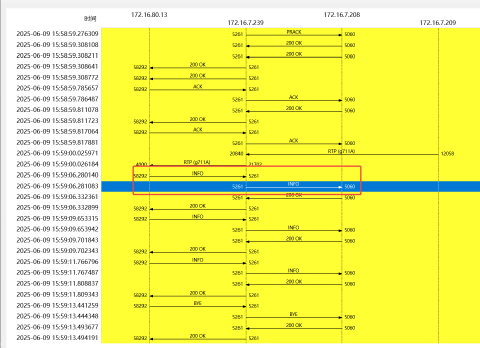 时间 172.16.80.13 172.16.7.239 172.16.7.208 172.16.7.209
2025-06-09 15:58:59.276309 5261 PRACK 5060
2025-06-09 15:58:59.308108 5261 200 OK 5060
2025-06-09 15:58:59.308211 5261 200 OK 5060
2025-06-09 15:58:59.308641 58292 200 OK 5261
2025-06-09 15:58:59.308772 58292 200 OK 5261
2025-06-09 15:58:59.785657 58292 ACK 5261
2025-06-09 15:58:59.786487 5261 ACK 5060
2025-06-09 15:58:59.811078 5261 200 OK 5060
2025-06-09 15:58:59.811723 58292 200 OK 5261
2025-06-09 15:58:59.817064 58292 ACK 5261
2025-06-09 15:58:59.817881 5261 ACK 5060
2025-06-09 15:59:00.025971 20848 RTP (g711A) 12058
2025-06-09 15:59:00.026184 4000 RTP (g711A) 21702
2025-06-09 15:59:06.280140 58292 INFO 5261
2025-06-09 15:59:06.281083 5261 INFO 5060
2025-06-09 15:59:06.332361 5261 200 OK 5060
2025-06-09 15:59:06.332899 58292 200 OK 5261
2025-06-09 15:59:09.653315 58292 INFO 5261
2025-06-09 15:59:09.653942 5261 INFO 5060
2025-06-09 15:59:09.701843 5261 200 OK 5060
2025-06-09 15:59:09.702343 58292 200 OK 5261
2025-06-09 15:59:11.766796 58292 INFO 5261
2025-06-09 15:59:11.767487 5261 INFO 5060
2025-06-09 15:59:11.808837 5261 200 OK 5060
2025-06-09 15:59:11.809343 58292 200 OK 5261
2025-06-09 15:59:13.441259 58292 BYE 5261
2025-06-09 15:59:13.444348 5261 BYE 5060
2025-06-09 15:59:13.493677 5261 200 OK 5060
2025-06-09 15:59:13.494191 58292 200 OK 5261